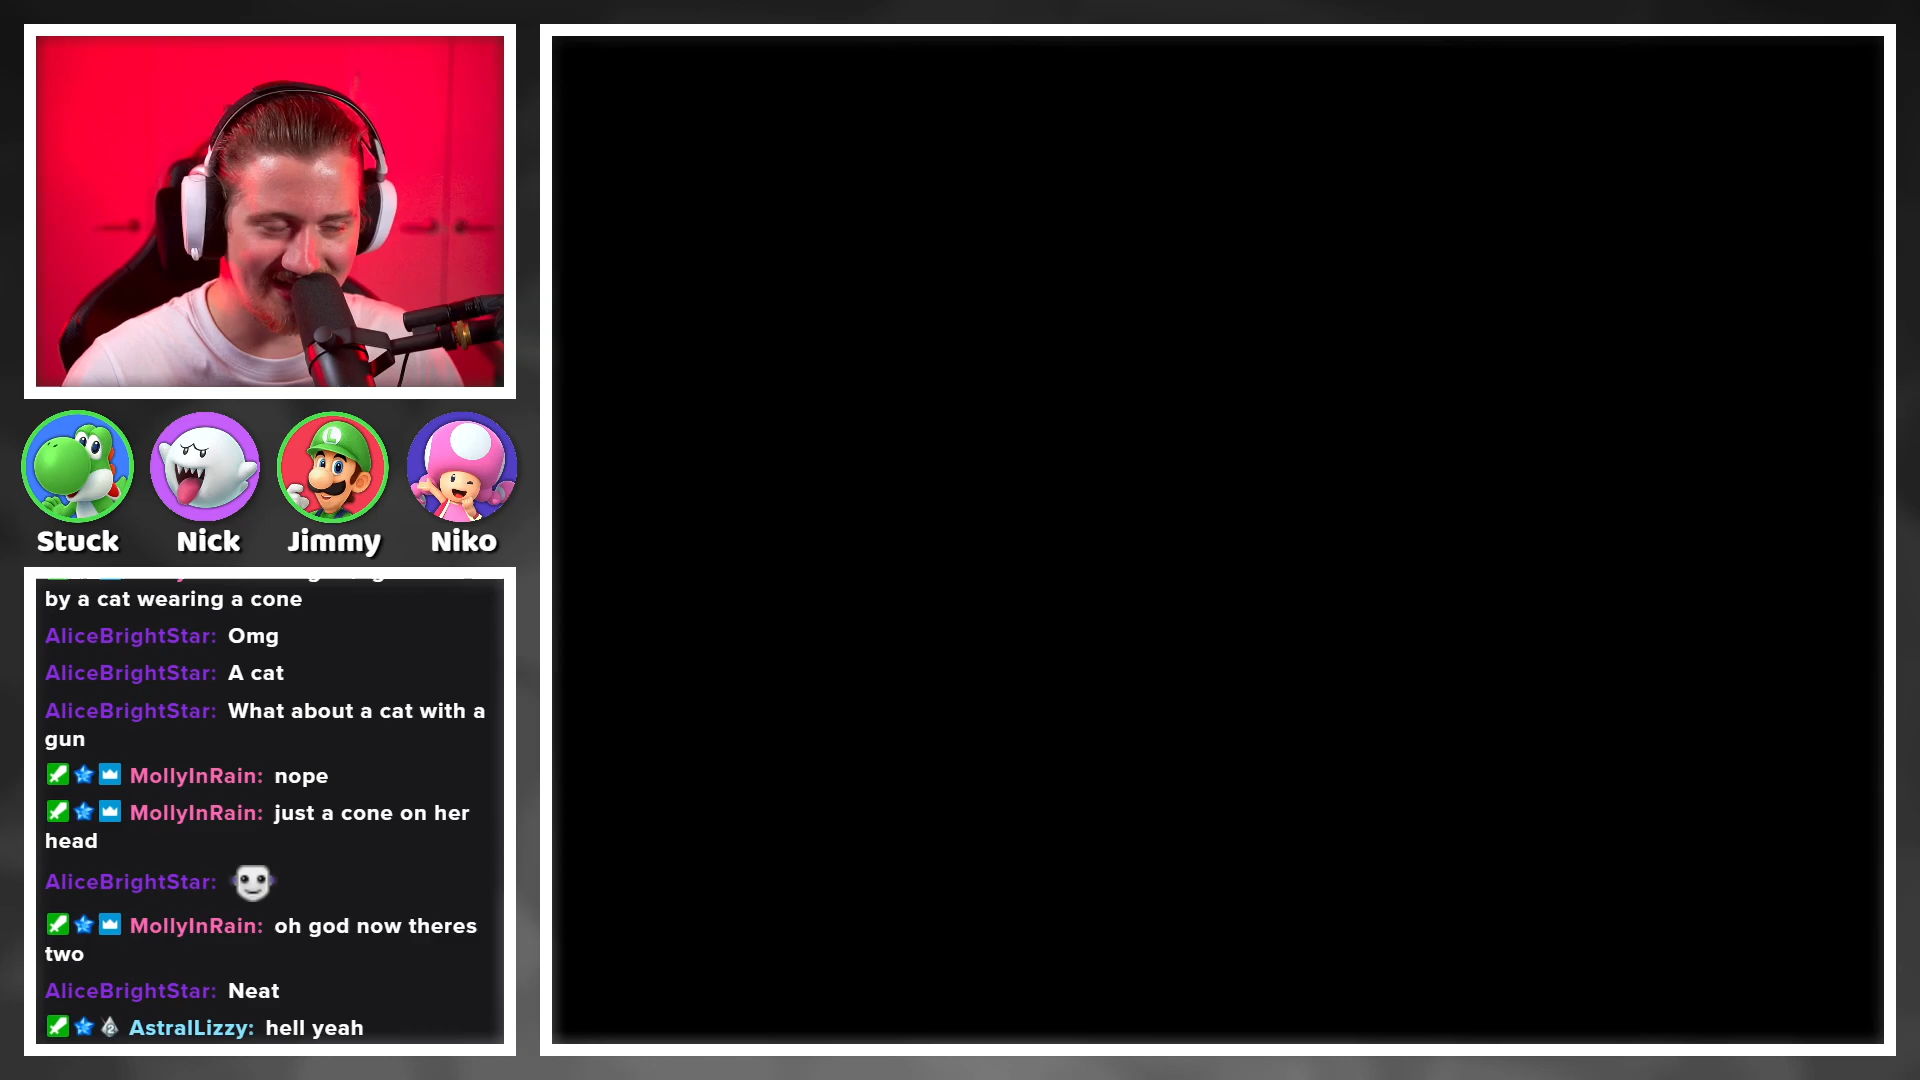 Stuck Nick Jimmy Niko
by a cat wearing a cone
AliceBrightStar: Omg
AliceBrightStar: A cat
AliceBrightStar: What about a cat with a
gun
MollyInRain: nope
MollyInRain: just a cone on her
head
AliceBrightStar:
MollyInRain: oh god now theres
two
AliceBrightStar: Neat
2 AstralLizzy: hell yeah